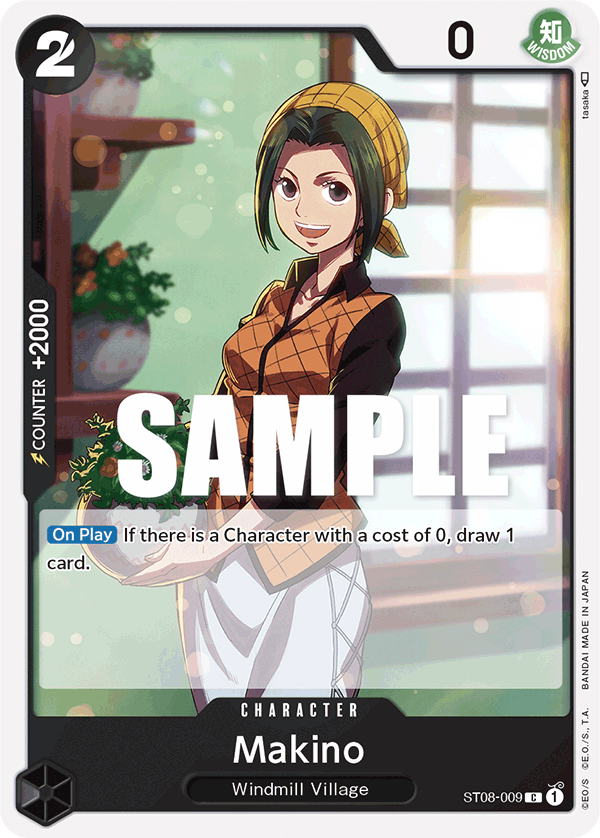 2
0
知
WISDOM
tasaka
COUNTER +2000
SAMPLE
On Play If there is a Character with a cost of 0, draw 1
card.
CHARACTER
Makino
Windmill Village
ST08-009 C 1
©EO/S ©E.O./S., T.A. BANDAI MADE IN JAPAN